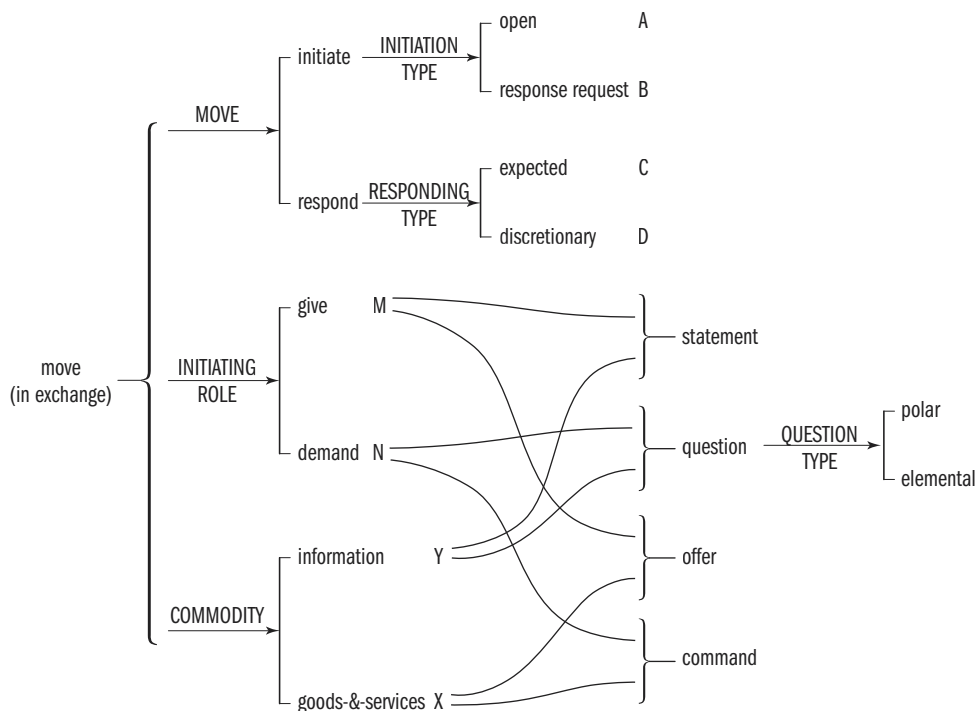 open A
initiate INITIATION TYPE
response request B
MOVE
expected C
respond RESPONDING TYPE
discretionary D
give M
statement
move
(in exchange)
INITIATING
ROLE
polar
demand N
question QUESTION TYPE
elemental
information Y
offer
COMMODITY
command
goods-&-services X